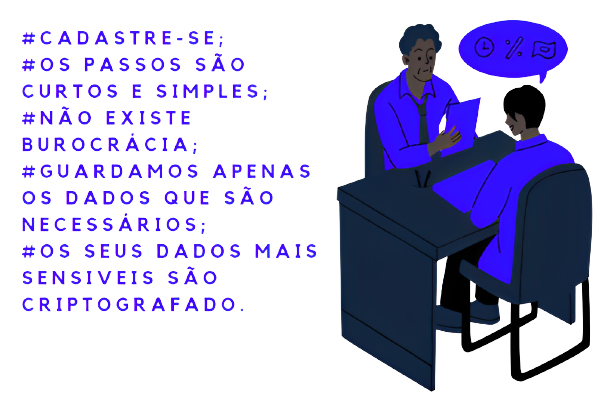 #CADASTRE-SE;
#OS PASSOS SÃO
CURTOS E SIMPLES;
#NÃO EXISTE
BUROCRÁCIA;
#GUARDAMOS APENAS
OS DADOS QUE SÃO
NECESSÁRIOS;
#OS SEUS DADOS MAIS
SENSIVEIS SÃO
CRIPTOGRAFADO.
%